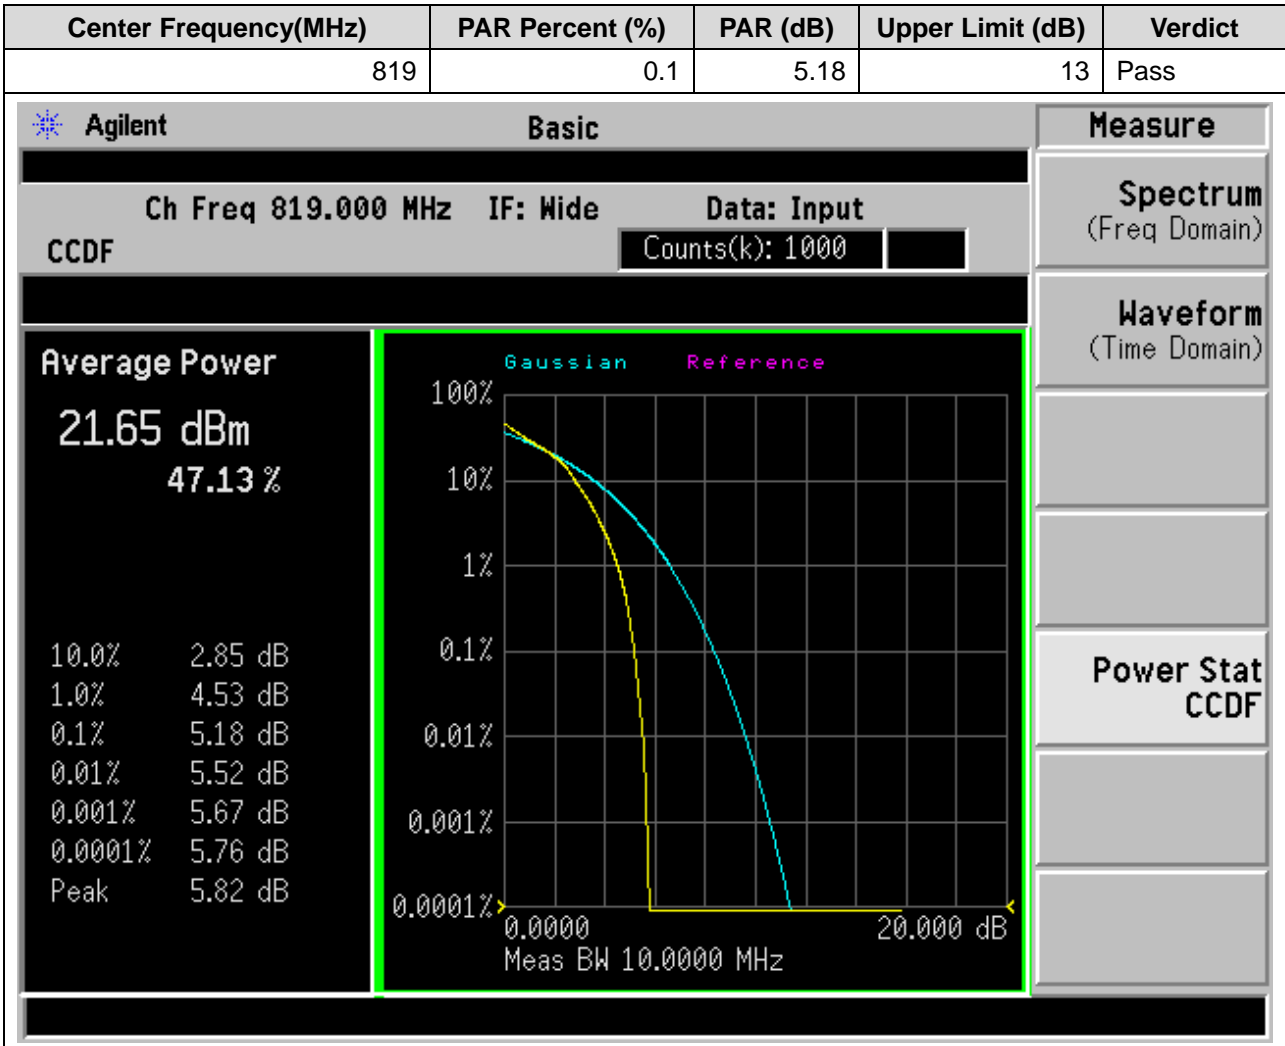 Center Frequency(MHz) PAR Percent (%) PAR (dB) Upper Limit (dB) Verdict
819 0.1 5.18 13 Pass
Agilent Basic Measure
Ch Freq 819.000 MHz IF: Wide Data: Input
CCDF Counts(k): 1000
Spectrum
(Freq Domain)
Waveform
(Time Domain)
Power Stat
CCDF
Average Power
21.65 dBm
47.13 %
10.0% 2.85 dB
1.0% 4.53 dB
0.1% 5.18 dB
0.01% 5.52 dB
0.001% 5.67 dB
0.0001% 5.76 dB
Peak 5.82 dB
Gaussian Reference
100%
10%
1%
0.1%
0.01%
0.001%
0.0001%
0.0000 20.000 dB
Meas BW 10.0000 MHz